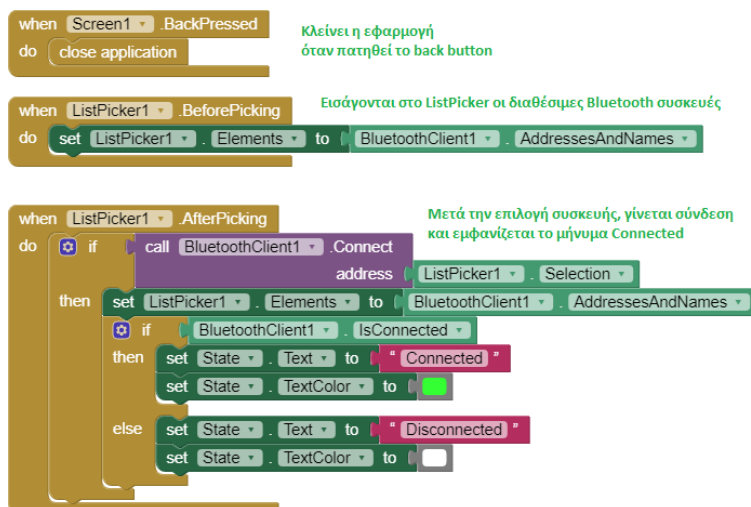 when Screen1 .BackPressed
do close application
Κλείνει η εφαρμογή
όταν πατηθεί το back button
when ListPicker1 .BeforePicking
Εισάγονται στο ListPicker οι διαθέσιμες Bluetooth συσκευές
do set ListPicker1 . Elements to BluetoothClient1 . AddressesAndNames
when ListPicker1 .AfterPicking
Μετά την επιλογή συσκευής, γίνεται σύνδεση
και εμφανίζεται το μήνυμα Connected
do if call BluetoothClient1 .Connect
address ListPicker1 . Selection
then set ListPicker1 . Elements to BluetoothClient1 . AddressesAndNames
if BluetoothClient1 . IsConnected
then set State . Text to " Connected "
set State . TextColor to
else set State . Text to " Disconnected "
set State . TextColor to